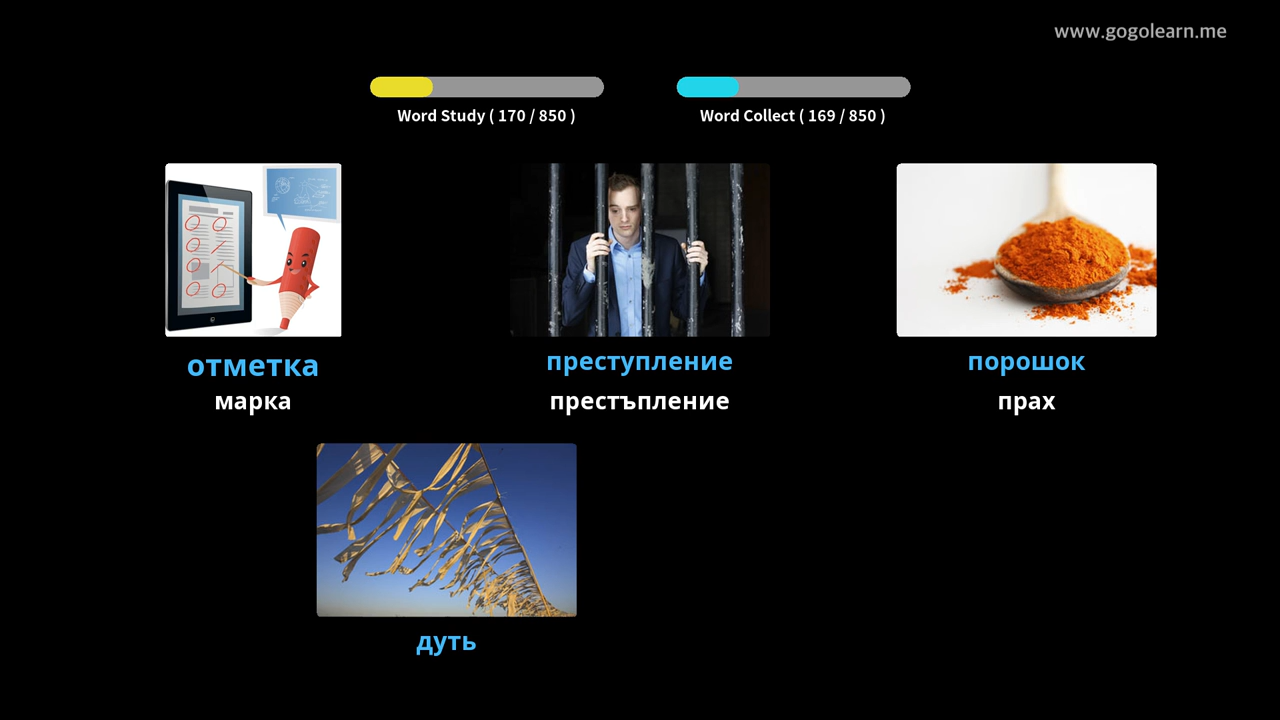 www.gogolearn.me
Word Study ( 170 / 850 )
Word Collect ( 169 / 850 )
отметка
марка
преступление
престъпление
порошок
прах
дуть